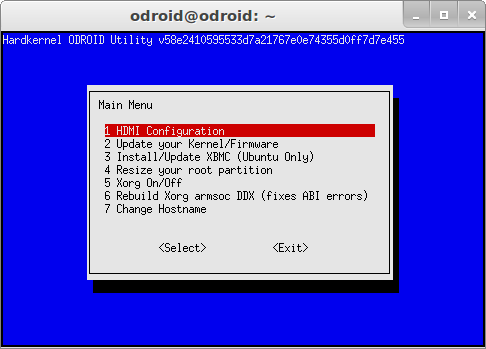 odroid@odroid: ~
Hardkernel ODROID Utility v58e2410595533d7a21767e0e74355d0ff7d7e455
Main Menu
1 HDMI Configuration
2 Update your Kernel/Firmware
3 Install/Update XBMC (Ubuntu Only)
4 Resize your root partition
5 Xorg On/Off
6 Rebuild Xorg armsoc DDX (fixes ABI errors)
7 Change Hostname
<Select> <Exit>